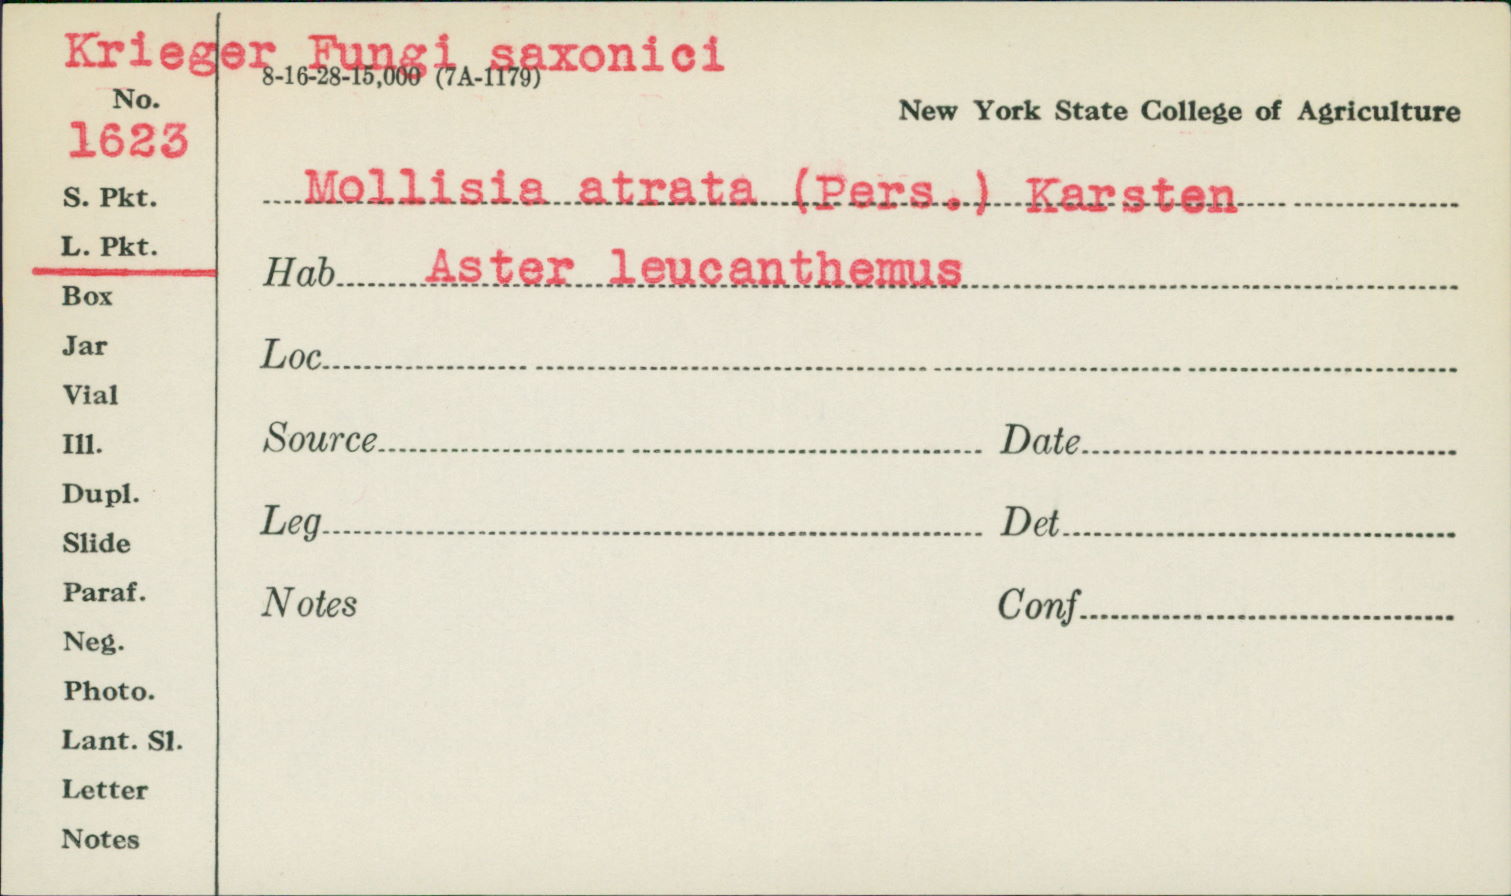 Krieger Fungi saxonici
8-16-28-15,000 (7A-1179)
No.
1623
New York State College of Agriculture
S. Pkt.
Mollisia atrata (Pers.) Karsten
L. Pkt.
Hab Aster leucanthemus
Box
Jar
Loc
Vial
Ill.
Source Date
Dupl.
Slide
Leg Det
Paraf.
Notes Conf
Neg.
Photo.
Lant. Sl.
Letter
Notes